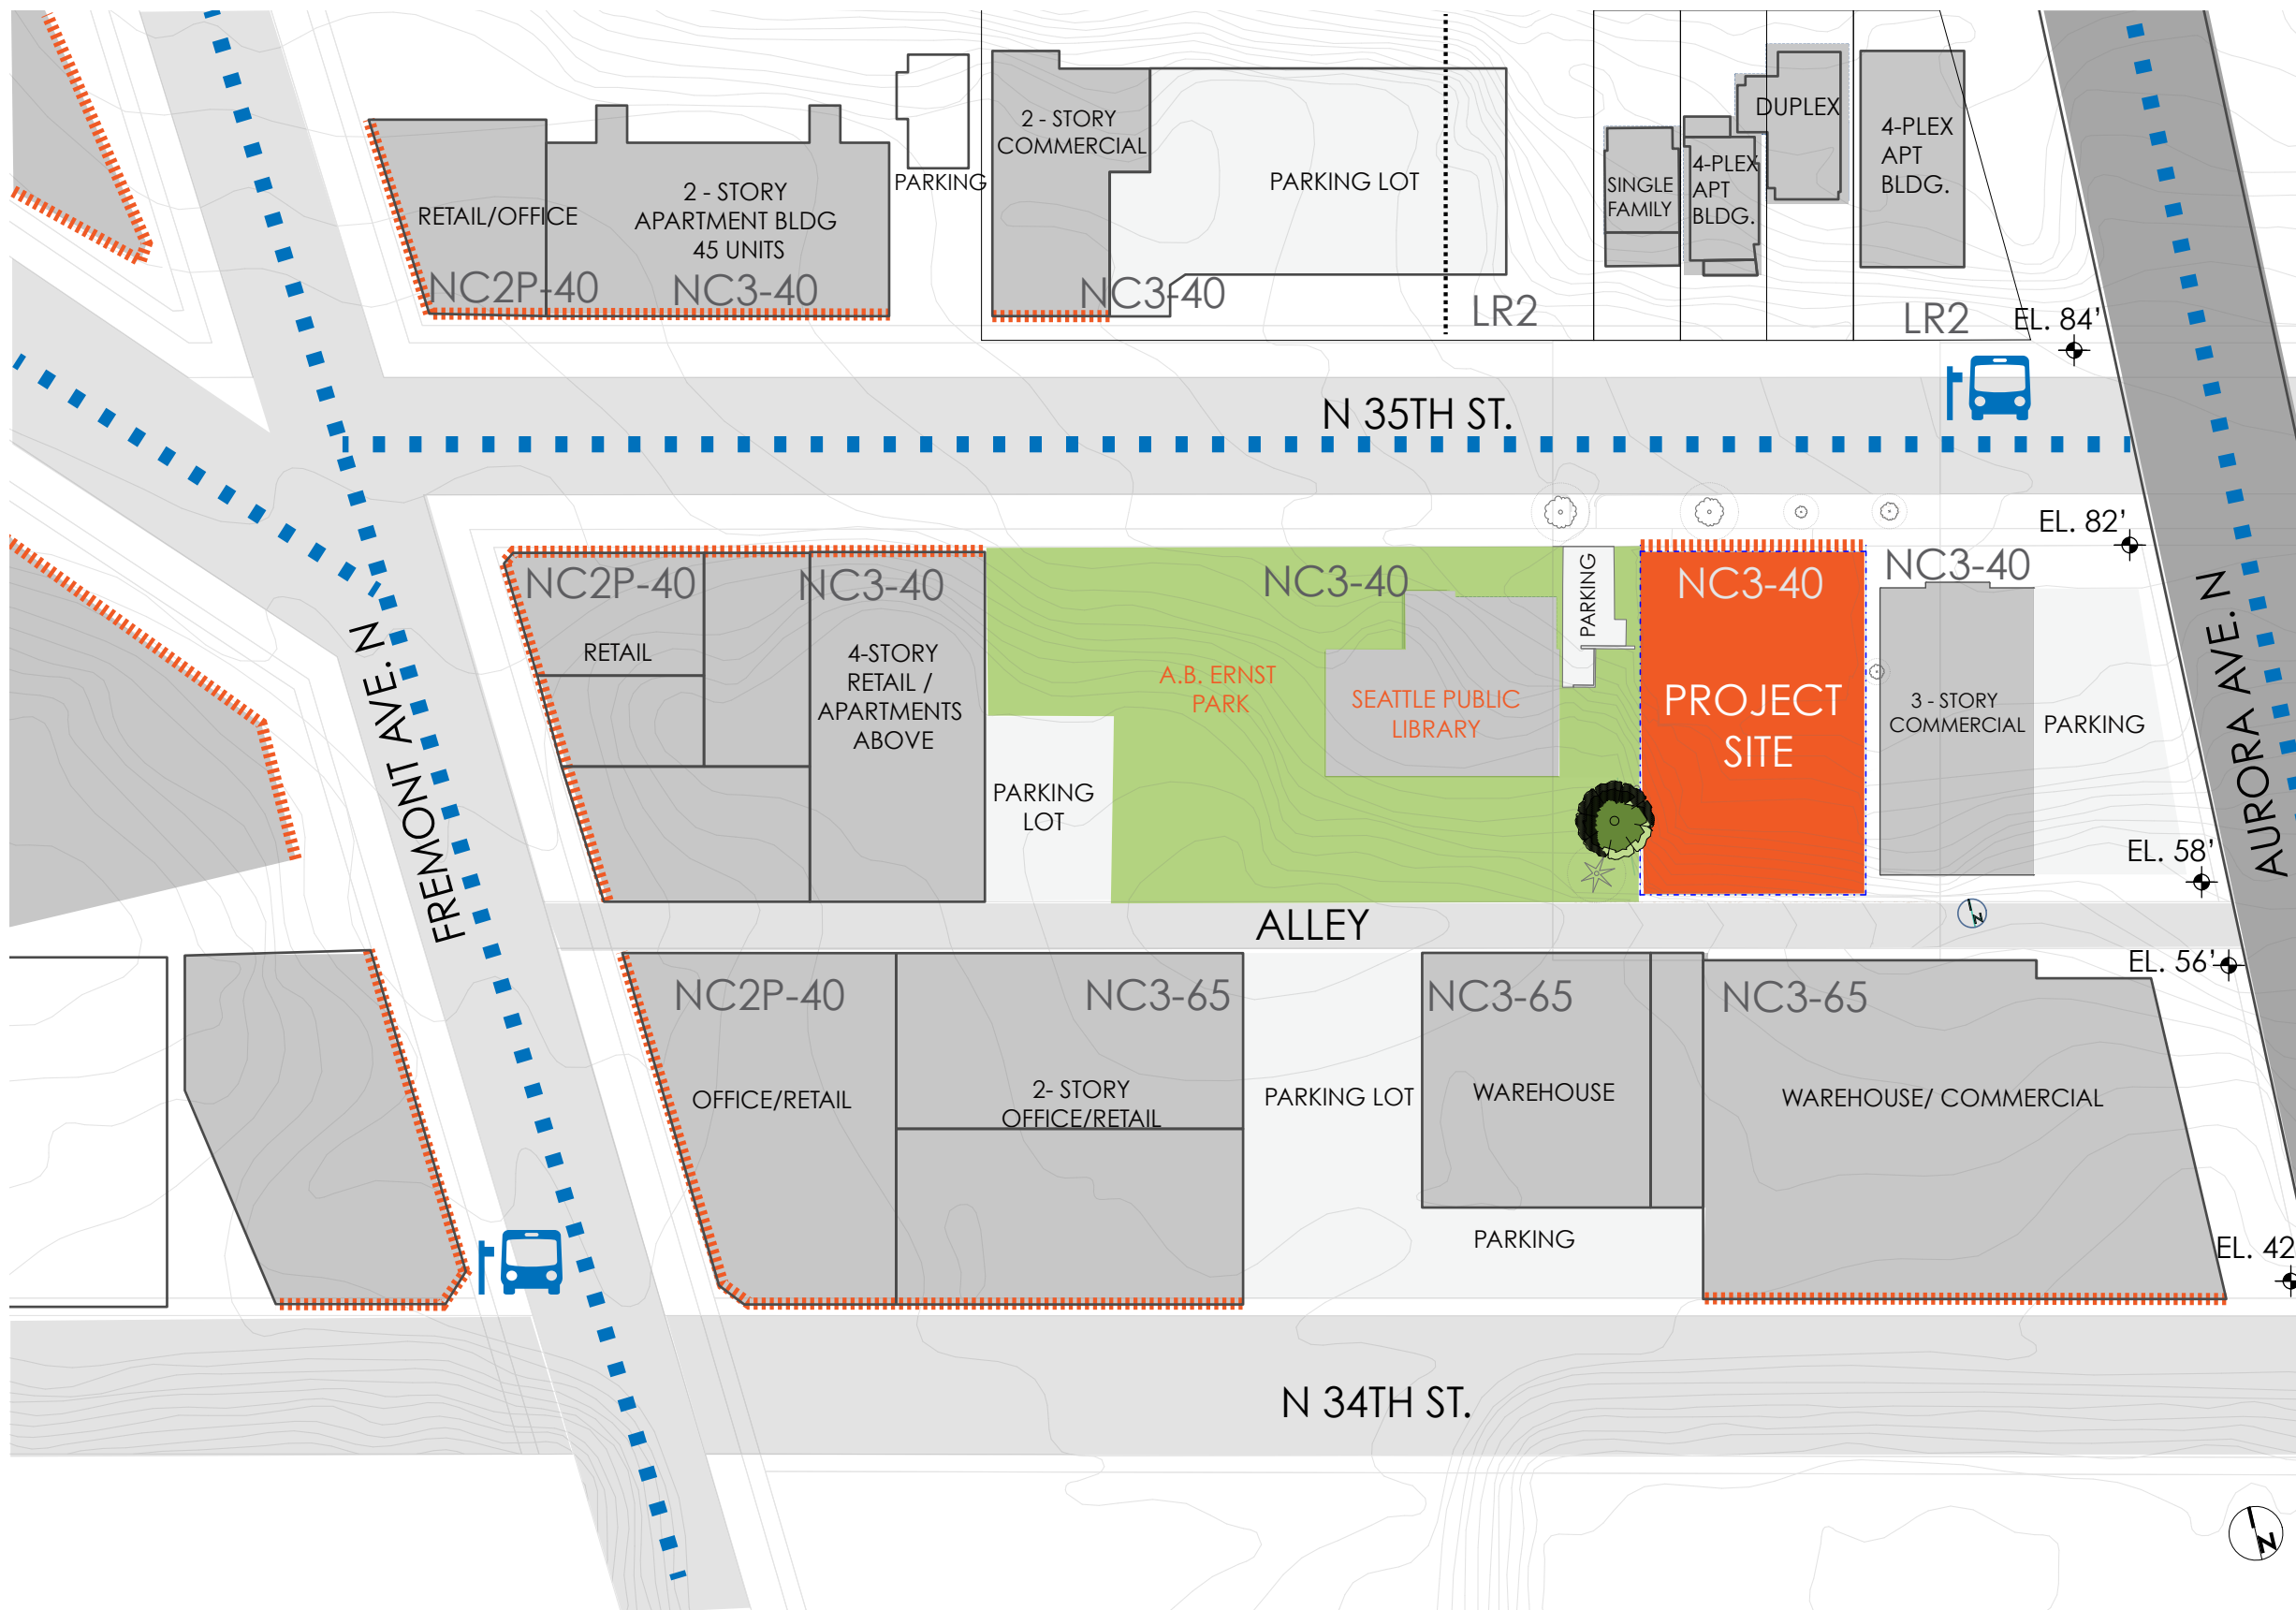 2 - STORY
COMMERCIAL
PARKING
PARKING LOT
RETAIL/OFFICE
2 - STORY
APARTMENT BLDG
45 UNITS
NC2P-40
NC3-40
NC3-40
LR2
SINGLE
FAMILY
4-PLEX
APT
BLDG.
DUPLEX
4-PLEX
APT
BLDG.
LR2
EL. 84'
N 35TH ST.
EL. 82'
NC2P-40
NC3-40
NC3-40
PARKING
NC3-40
NC3-40
RETAIL
4-STORY
RETAIL /
APARTMENTS
ABOVE
A.B. ERNST
PARK
SEATTLE PUBLIC
LIBRARY
PROJECT
SITE
3 - STORY
COMMERCIAL
PARKING
PARKING
LOT
FREMONT AVE. N
AURORA AVE. N
EL. 58'
ALLEY
N
EL. 56'
NC2P-40
NC3-65
NC3-65
NC3-65
OFFICE/RETAIL
2- STORY
OFFICE/RETAIL
PARKING LOT
WAREHOUSE
WAREHOUSE/ COMMERCIAL
PARKING
EL. 42
N 34TH ST.
N